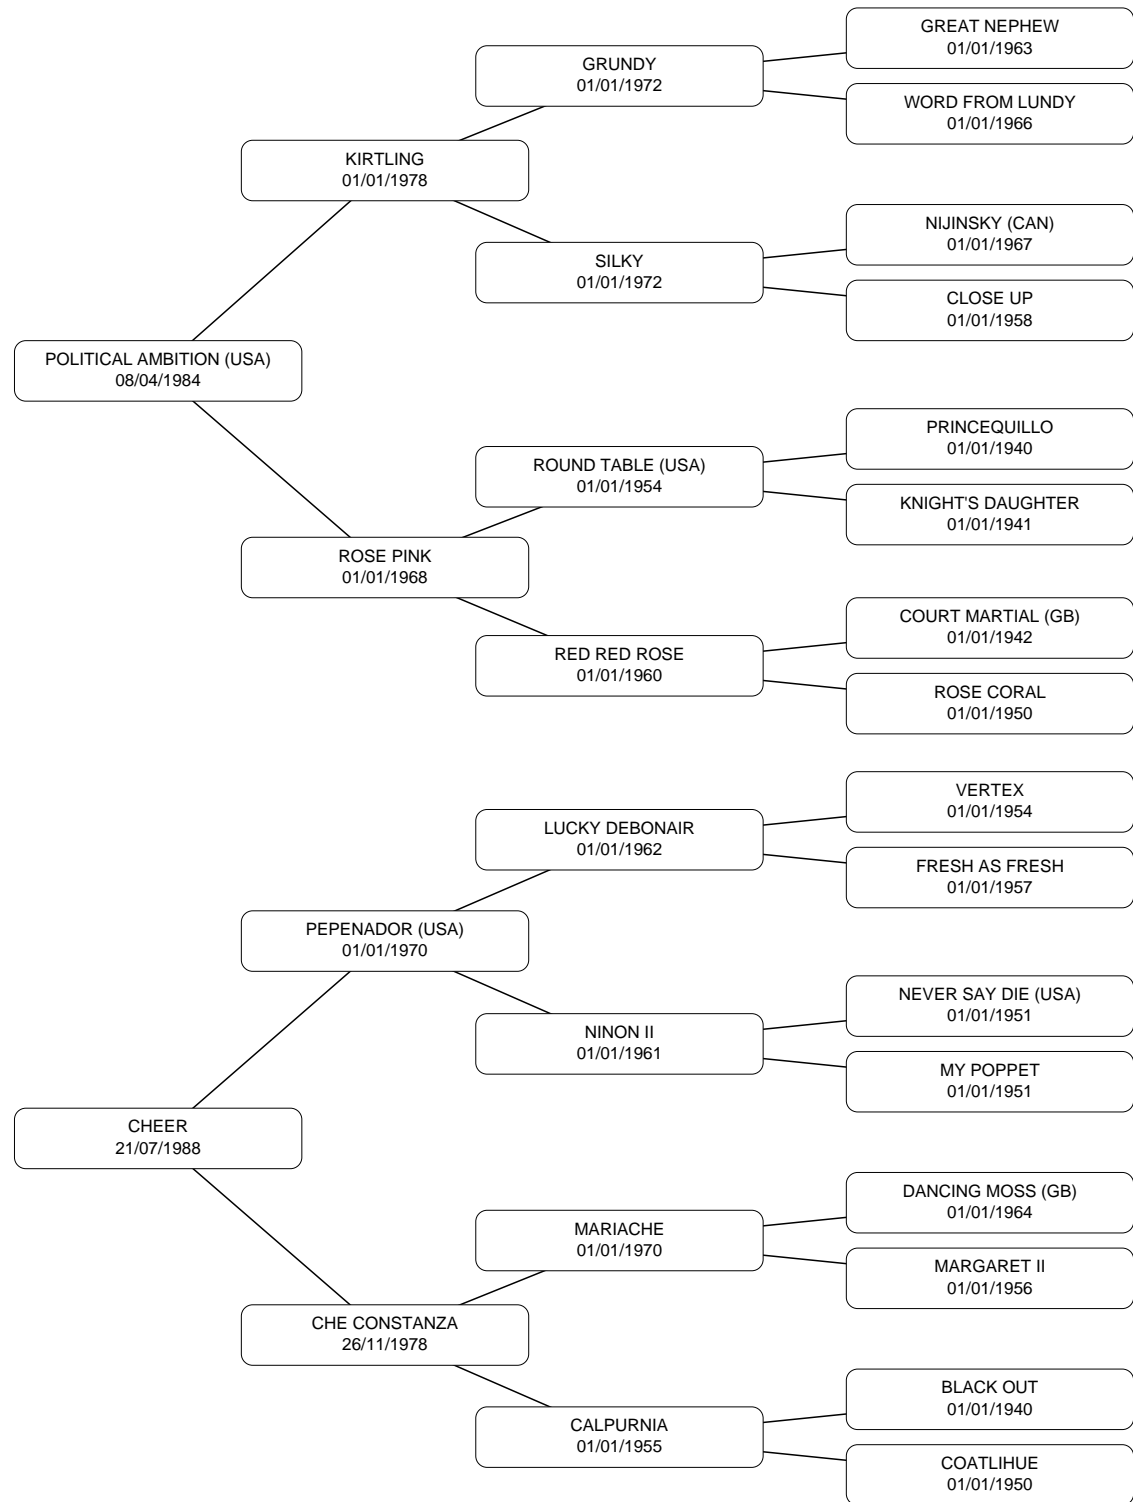 GREAT NEPHEW
01/01/1963
GRUNDY
01/01/1972
WORD FROM LUNDY
01/01/1966
KIRTLING
01/01/1978
NIJINSKY (CAN)
01/01/1967
SILKY
01/01/1972
CLOSE UP
01/01/1958
POLITICAL AMBITION (USA)
08/04/1984
PRINCEQUILLO
01/01/1940
ROUND TABLE (USA)
01/01/1954
KNIGHT'S DAUGHTER
01/01/1941
ROSE PINK
01/01/1968
COURT MARTIAL (GB)
01/01/1942
RED RED ROSE
01/01/1960
ROSE CORAL
01/01/1950
VERTEX
01/01/1954
LUCKY DEBONAIR
01/01/1962
FRESH AS FRESH
01/01/1957
PEPENADOR (USA)
01/01/1970
NEVER SAY DIE (USA)
01/01/1951
NINON II
01/01/1961
MY POPPET
01/01/1951
CHEER
21/07/1988
DANCING MOSS (GB)
01/01/1964
MARIACHE
01/01/1970
MARGARET II
01/01/1956
CHE CONSTANZA
26/11/1978
BLACK OUT
01/01/1940
CALPURNIA
01/01/1955
COATLIHUE
01/01/1950